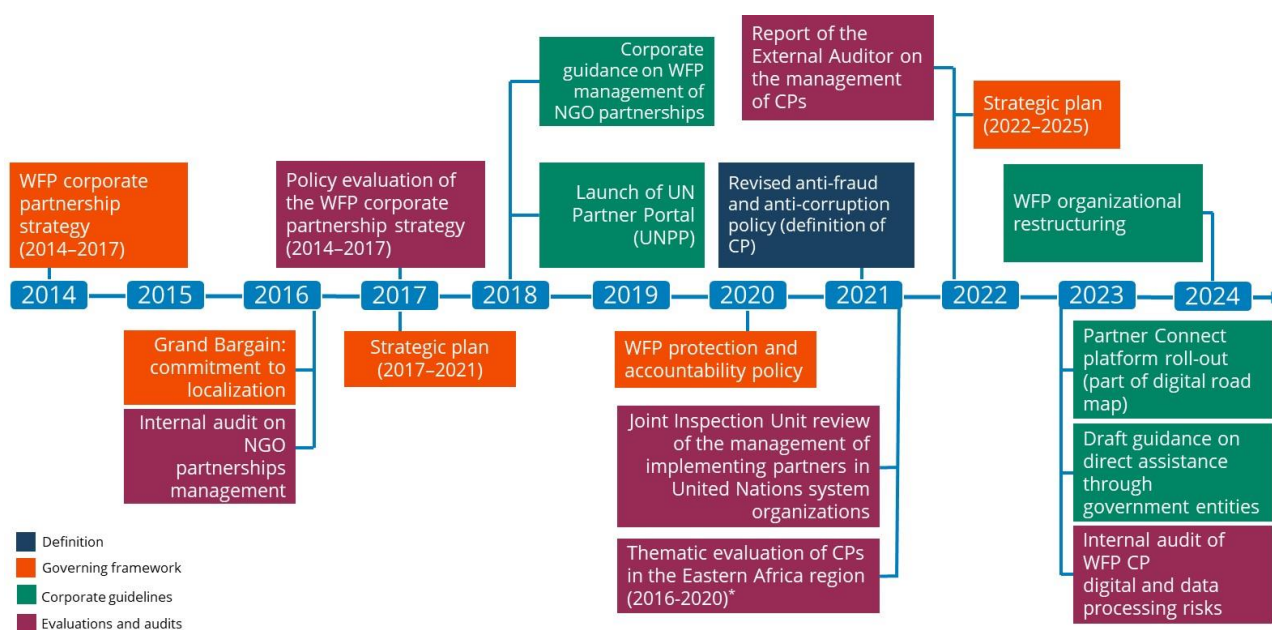 Corporate
guidance on WFP
management of
NGO partnerships
Report of the
External Auditor on
the management
of CPs
Strategic plan
(2022–2025)
WFP corporate
partnership
strategy
(2014–2017)
Policy evaluation of
the WFP corporate
partnership strategy
(2014–2017)
Launch of UN
Partner Portal
(UNPP)
Revised anti-fraud
and anti-corruption
policy (definition of
CP)
WFP organizational
restructuring
2014 2015 2016 2017 2018 2019 2020 2021 2022 2023 2024
Grand Bargain:
commitment to
localization
Internal audit on
NGO
partnerships
management
Strategic plan
(2017–2021)
WFP protection and
accountability policy
Joint Inspection Unit review
of the management of
implementing partners in
United Nations system
organizations
Thematic evaluation of CPs
in the Eastern Africa region
(2016-2020)*
Partner Connect
platform roll-out
(part of digital road
map)
Draft guidance on
direct assistance
through
government entities
Internal audit of
WFP CP
digital and data
processing risks
Definition
Governing framework
Corporate guidelines
Evaluations and audits